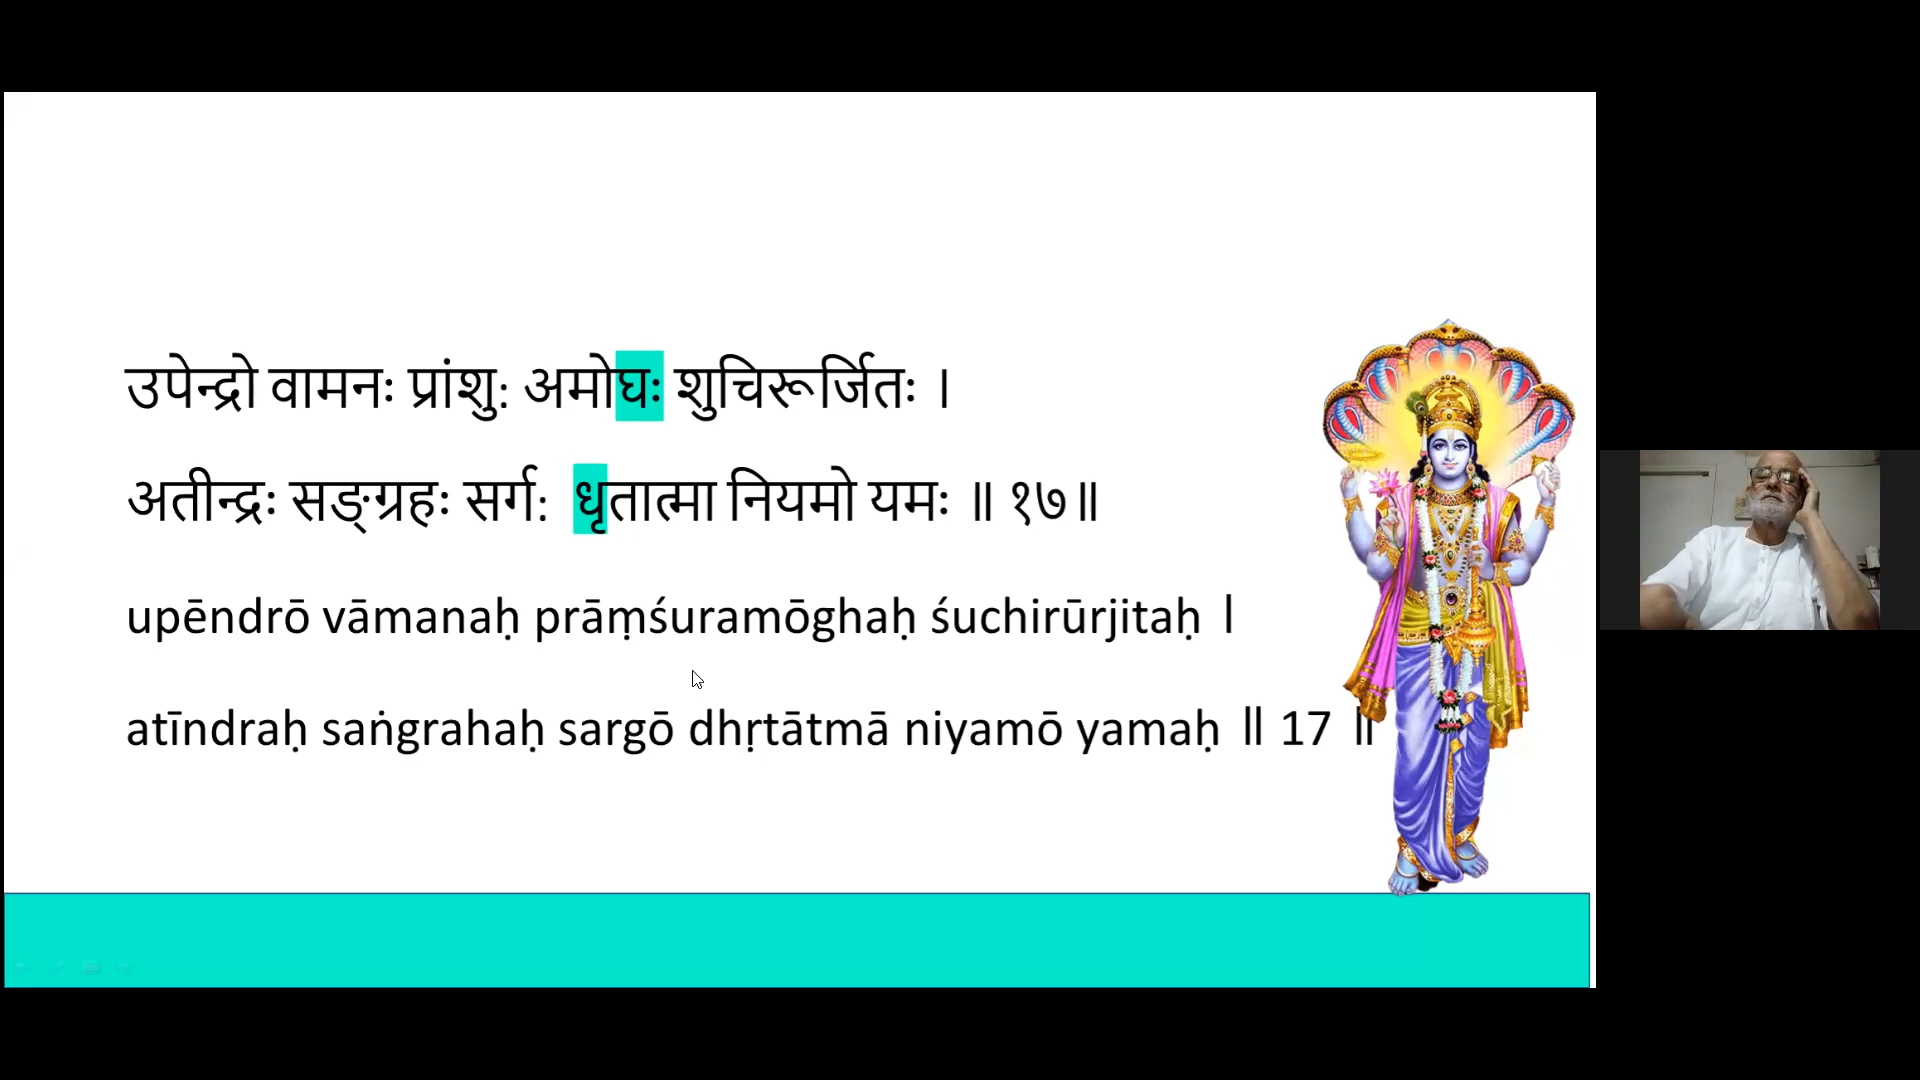 उपेन्द्रो वामनः प्रांशु: अमोघः शुचिरूर्जितः ।
अतीन्द्रः सङ्ग्रहः सर्ग: धृतात्मा नियमो यमः ॥ १७॥
upēndrō vāmanaḥ prāṃśuramōghaḥ śuchirūrjitaḥ ।
atīndraḥ saṅgrahaḥ sargō dhṛtātmā niyamō yamaḥ ॥ 17 ॥